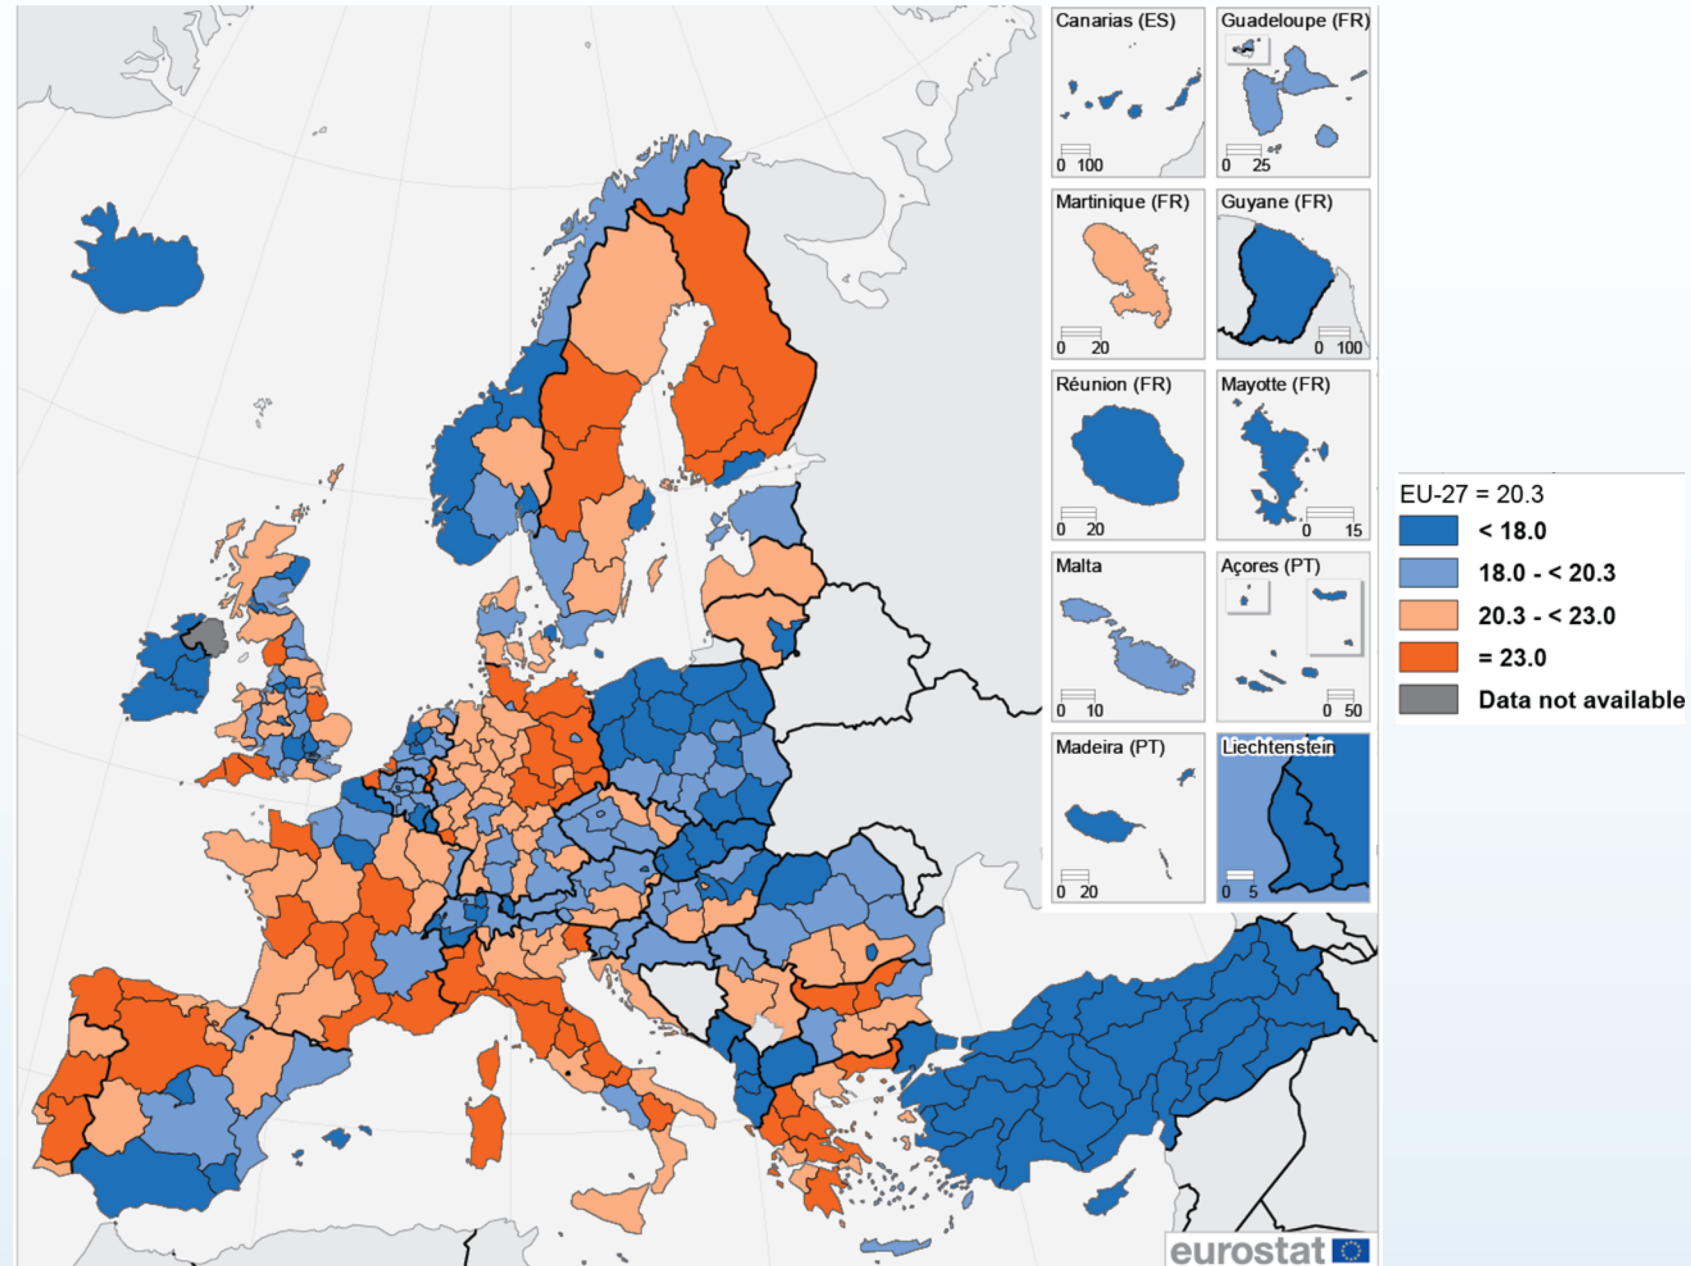 Canarias (ES)
0 100
Guadeloupe (FR)
0 25
Martinique (FR)
0 20
Guyane (FR)
0 100
Réunion (FR)
0 20
Mayotte (FR)
0 15
Malta
0 10
Açores (PT)
0 50
Madeira (PT)
0 20
Liechtenstein
0 5
EU-27 = 20.3
< 18.0
18.0 - < 20.3
20.3 - < 23.0
= 23.0
Data not available
eurostat